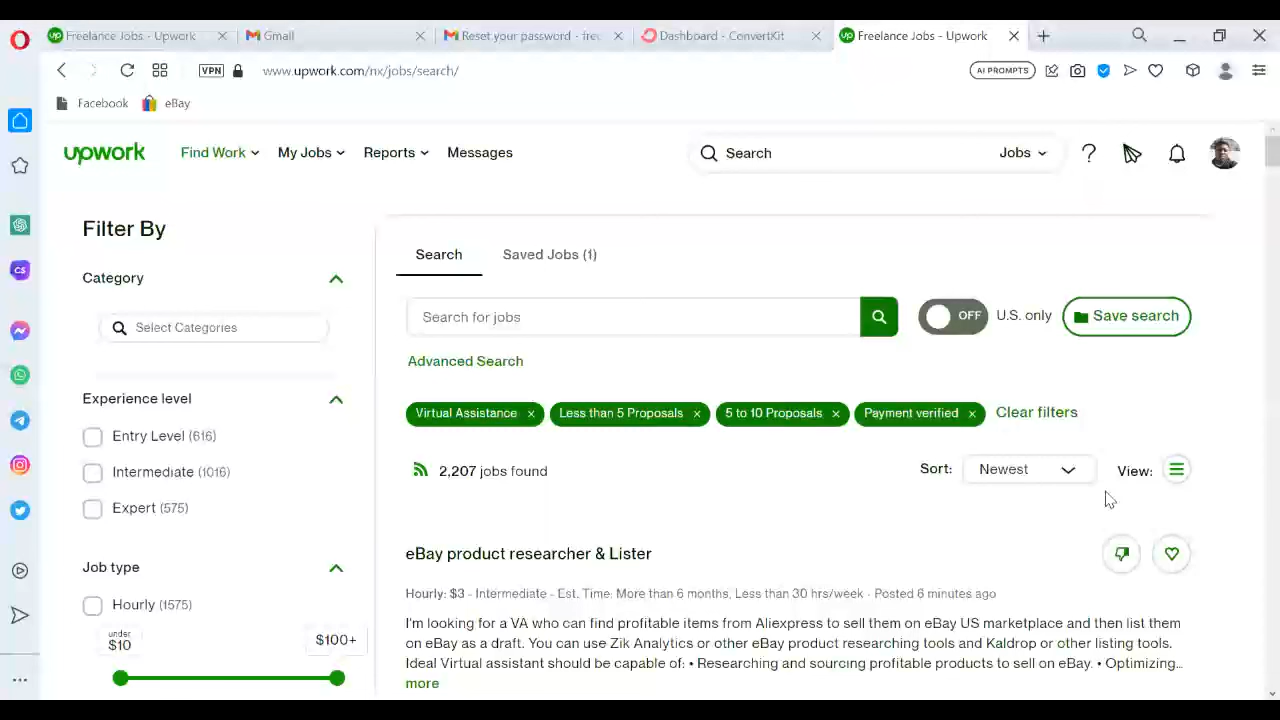 Freelance Jobs - Upwork
Gmail
Reset your password - fre
Dashboard - ConvertKit
Freelance Jobs - Upwork
VPN
www.upwork.com/nx/jobs/search/
AI PROMPTS
Facebook
eBay
upwork
Find Work
My Jobs
Reports
Messages
Search
Jobs
Filter By
Category
Select Categories
Experience level
Entry Level (616)
Intermediate (1016)
Expert (575)
Job type
Hourly (1575)
under
$10
$100+
Search
Saved Jobs (1)
Search for jobs
OFF
U.S. only
Save search
Advanced Search
Virtual Assistance ×
Less than 5 Proposals ×
5 to 10 Proposals ×
Payment verified ×
Clear filters
2,207 jobs found
Sort:
Newest
View:
eBay product researcher & Lister
Hourly: $3 - Intermediate - Est. Time: More than 6 months, Less than 30 hrs/week - Posted 6 minutes ago
I'm looking for a VA who can find profitable items from Aliexpress to sell them on eBay US marketplace and then list them
on eBay as a draft. You can use Zik Analytics or other eBay product researching tools and Kaldrop or other listing tools.
Ideal Virtual assistant should be capable of: • Researching and sourcing profitable products to sell on eBay. • Optimizing…
more